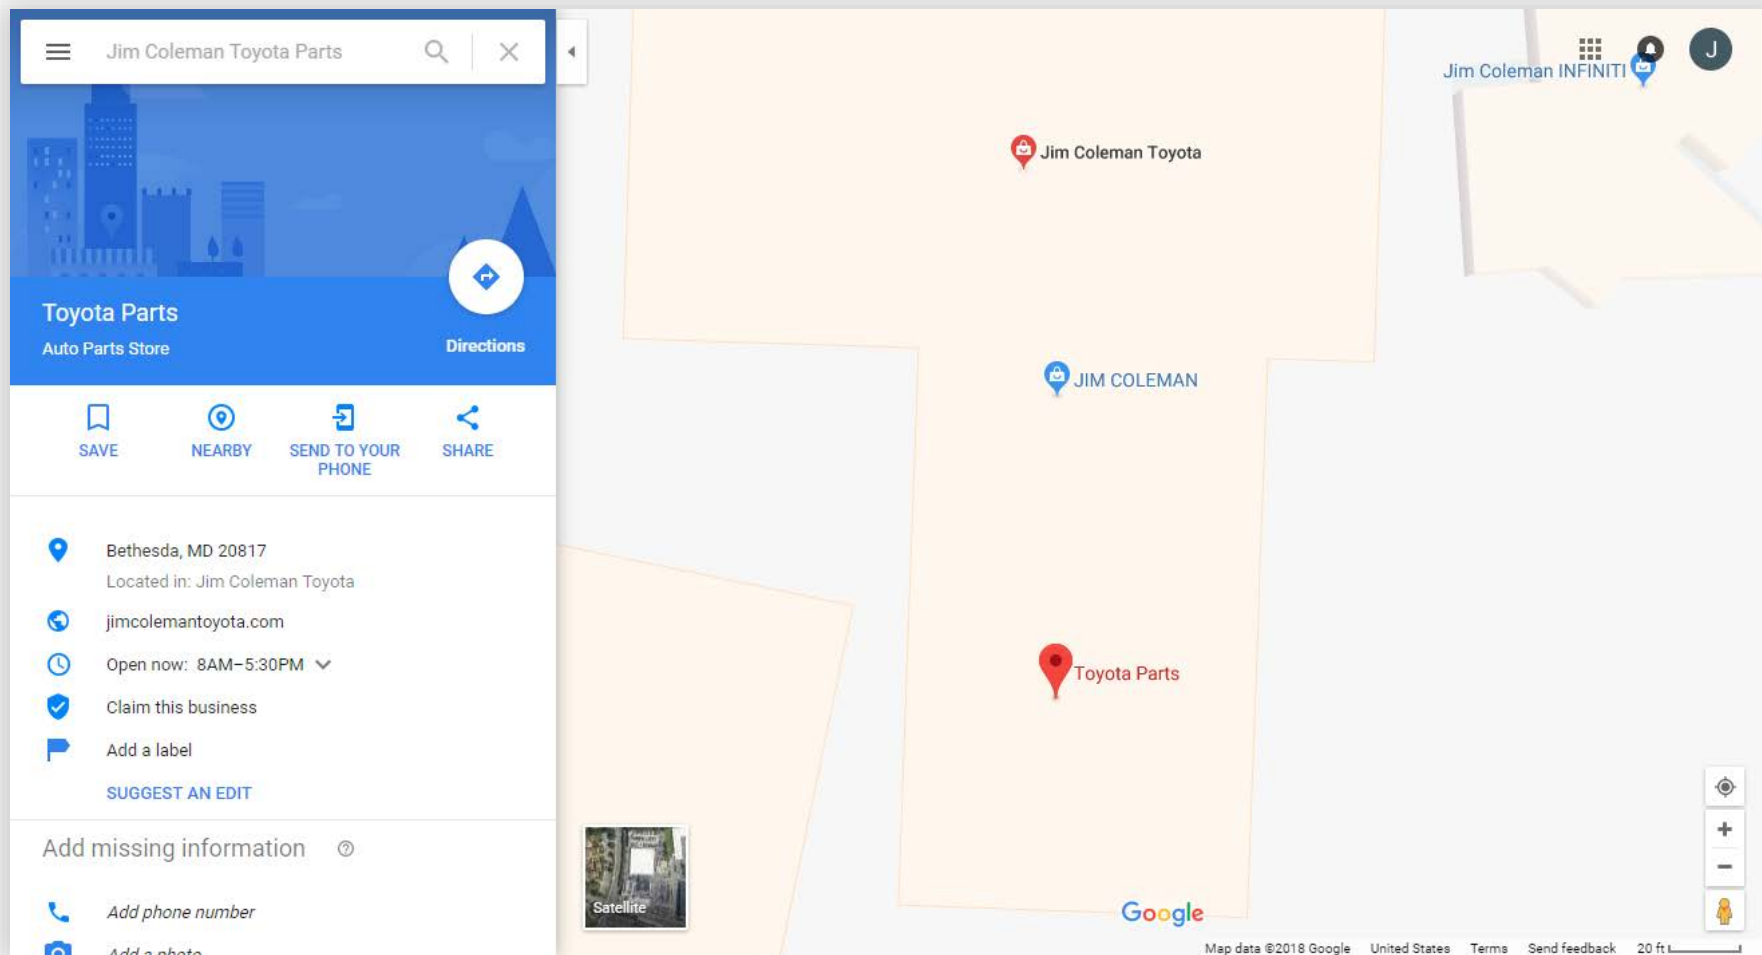 Jim Coleman Toyota Parts
Toyota Parts
Auto Parts Store
Directions
SAVE
NEARBY
SEND TO YOUR
PHONE
SHARE
Bethesda, MD 20817
Located in: Jim Coleman Toyota
jimcolemantoyota.com
Open now: 8AM–5:30PM
Claim this business
Add a label
SUGGEST AN EDIT
Add missing information
Add phone number
Add a photo
Jim Coleman INFINITI
J
Jim Coleman Toyota
JIM COLEMAN
Toyota Parts
Satellite
Google
Map data ©2018 Google United States Terms Send feedback 20 ft